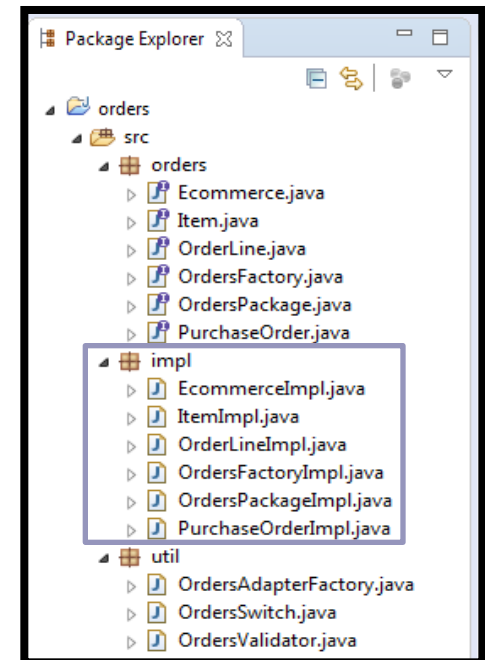 Package Explorer
orders
src
orders
Ecommerce.java
Item.java
OrderLine.java
OrdersFactory.java
OrdersPackage.java
PurchaseOrder.java
impl
EcommerceImpl.java
ItemImpl.java
OrderLineImpl.java
OrdersFactoryImpl.java
OrdersPackageImpl.java
PurchaseOrderImpl.java
util
OrdersAdapterFactory.java
OrdersSwitch.java
OrdersValidator.java